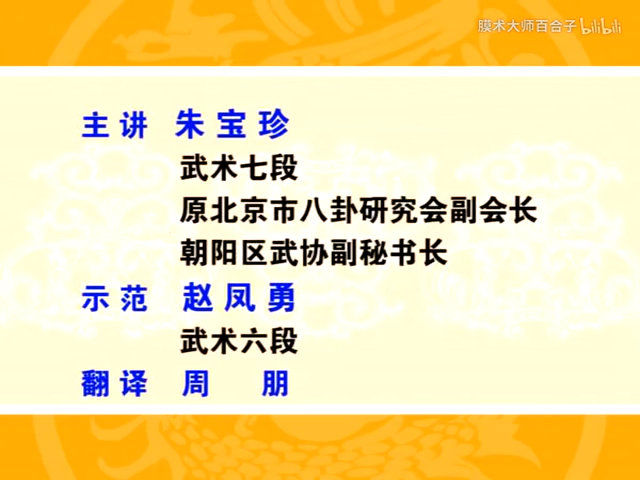 膜术大师百合子 bilibili
主讲 朱宝珍
武术七段
原北京市八卦研究会副会长
朝阳区武协副秘书长
示范 赵凤勇
武术六段
翻译 周 朋